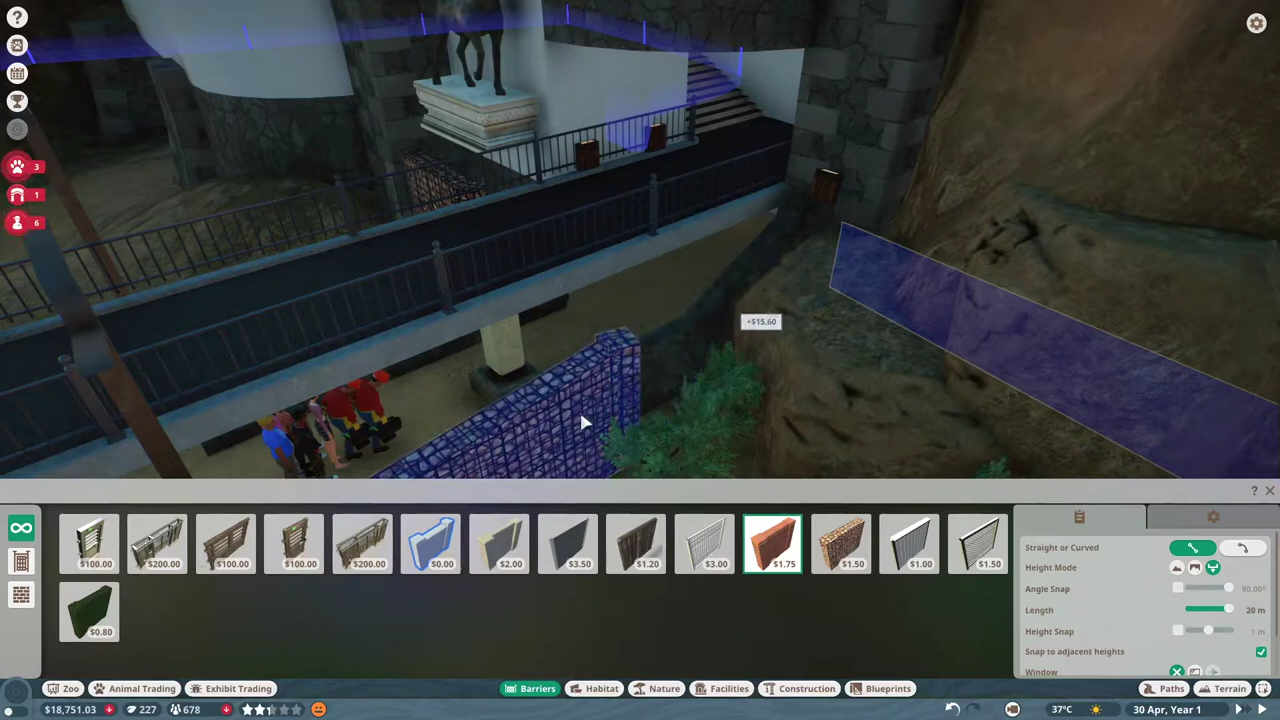 ?
3
1
6
+$15.60
?
$100.00 $200.00 $100.00 $100.00 $200.00 $0.00 $2.00 $3.50 $1.20 $3.00 $1.75 $1.50 $1.00 $1.50
$0.80
Straight or Curved
Height Mode
Angle Snap 90.00°
Length 20 m
Height Snap 1 m
Snap to adjacent heights
Window
Zoo Animal Trading Exhibit Trading Barriers Habitat Nature Facilities Construction Blueprints Paths Terrain
$18,751.03 227 678 37°C 30 Apr, Year 1